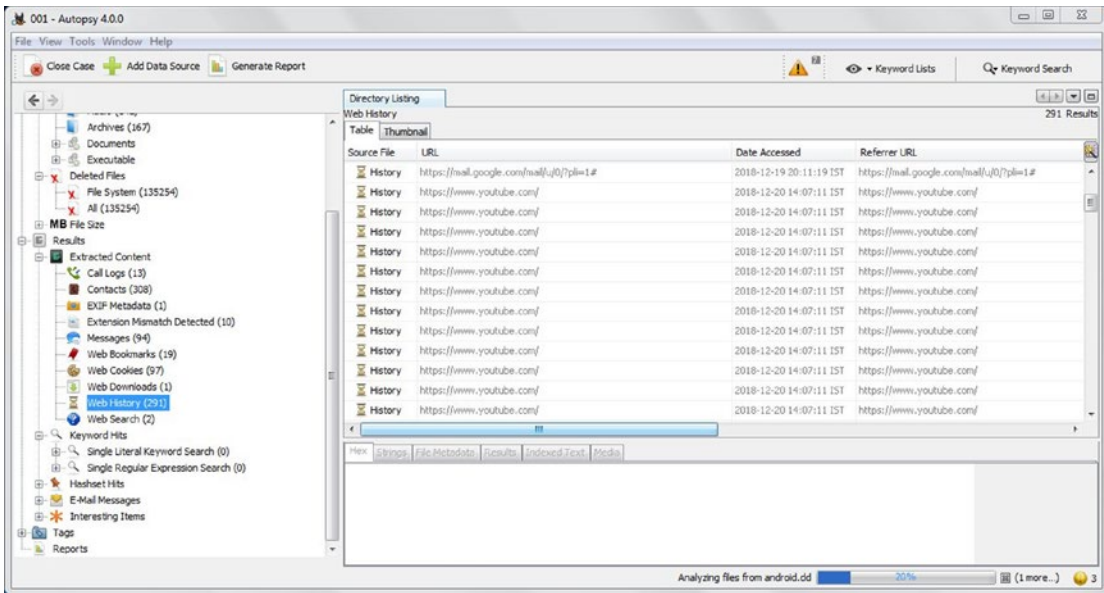 001 - Autopsy 4.0.0
File View Tools Window Help
Close Case Add Data Source Generate Report Keyword Lists Keyword Search
Directory Listing
Web History 291 Results
Table Thumbnail
Source File URL Date Accessed Referrer URL
History https://mail.google.com/mail/u/0/?pli=1# 2018-12-19 20:11:19 IST https://mail.google.com/mail/u/0/?pli=1#
History https://www.youtube.com/ 2018-12-20 14:07:11 IST https://www.youtube.com/
History https://www.youtube.com/ 2018-12-20 14:07:11 IST https://www.youtube.com/
History https://www.youtube.com/ 2018-12-20 14:07:11 IST https://www.youtube.com/
History https://www.youtube.com/ 2018-12-20 14:07:11 IST https://www.youtube.com/
History https://www.youtube.com/ 2018-12-20 14:07:11 IST https://www.youtube.com/
History https://www.youtube.com/ 2018-12-20 14:07:11 IST https://www.youtube.com/
History https://www.youtube.com/ 2018-12-20 14:07:11 IST https://www.youtube.com/
History https://www.youtube.com/ 2018-12-20 14:07:11 IST https://www.youtube.com/
History https://www.youtube.com/ 2018-12-20 14:07:11 IST https://www.youtube.com/
History https://www.youtube.com/ 2018-12-20 14:07:11 IST https://www.youtube.com/
History https://www.youtube.com/ 2018-12-20 14:07:11 IST https://www.youtube.com/
History https://www.youtube.com/ 2018-12-20 14:07:11 IST https://www.youtube.com/
Archives (167)
Documents
Executable
Deleted Files
File System (135254)
All (135254)
MB File Size
Results
Extracted Content
Call Logs (13)
Contacts (308)
EXIF Metadata (1)
Extension Mismatch Detected (10)
Messages (94)
Web Bookmarks (19)
Web Cookies (97)
Web Downloads (1)
Web History (291)
Web Search (2)
Keyword Hits
Single Literal Keyword Search (0)
Single Regular Expression Search (0)
Hashset Hits
E-Mail Messages
Interesting Items
Tags
Reports
Hex Strings File Metadata Results Indexed Text Media
Analyzing files from android.dd 20% (1 more...) 3